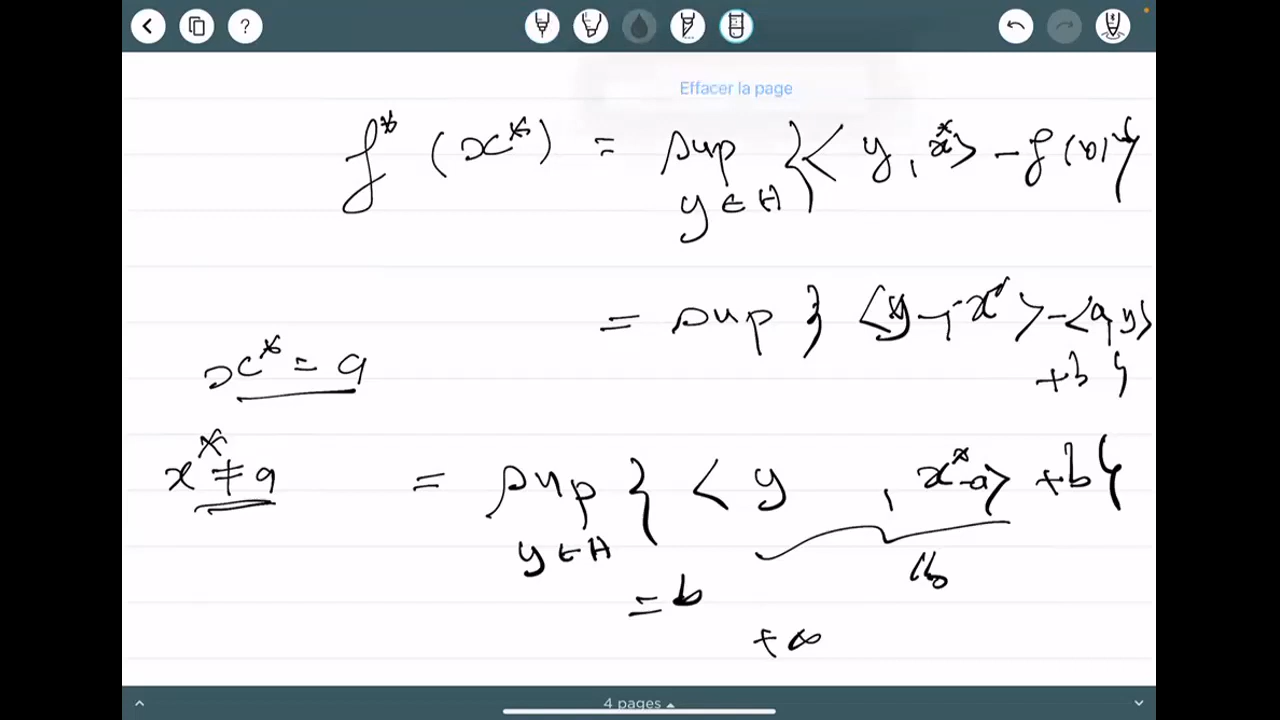 ?
Effacer la page
f* (x*) = sup { < y, x* > - f(y) }
y ∈ H
= sup { < y, x* > - < a, y >
+ b }
x* = a
x* ≠ a = sup { < y , x* - a > + b }
y ∈ H
= b
+ ∞
4 pages